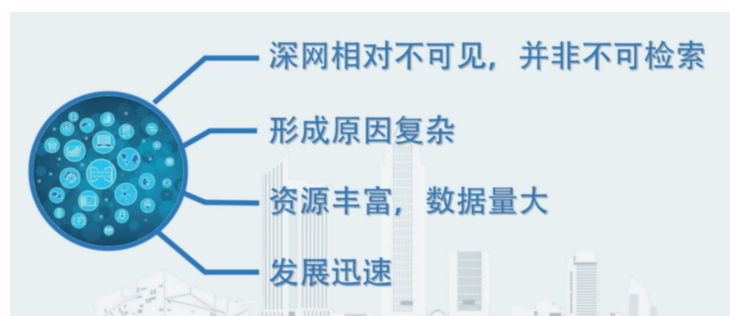 深网相对不可见，并非不可检索
形成原因复杂
资源丰富，数据量大
发展迅速